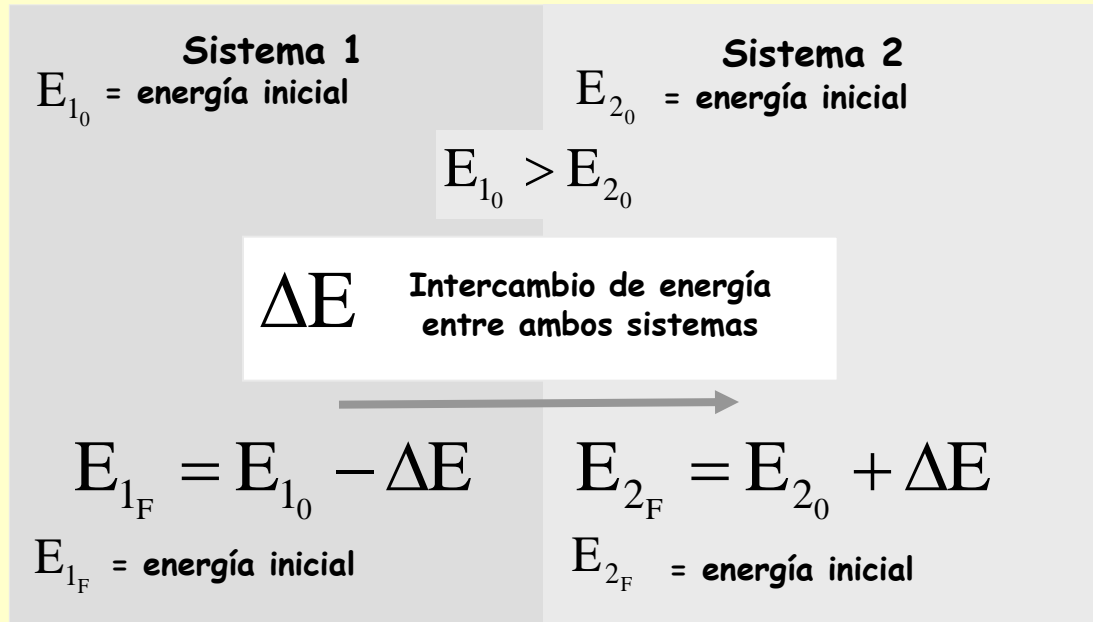 Sistema 1
E₁₀ = energía inicial
Sistema 2
E₂₀ = energía inicial
E₁₀ > E₂₀
ΔE
Intercambio de energía
entre ambos sistemas
E₁F = E₁₀ − ΔE
E₂F = E₂₀ + ΔE
E₁F = energía inicial
E₂F = energía inicial